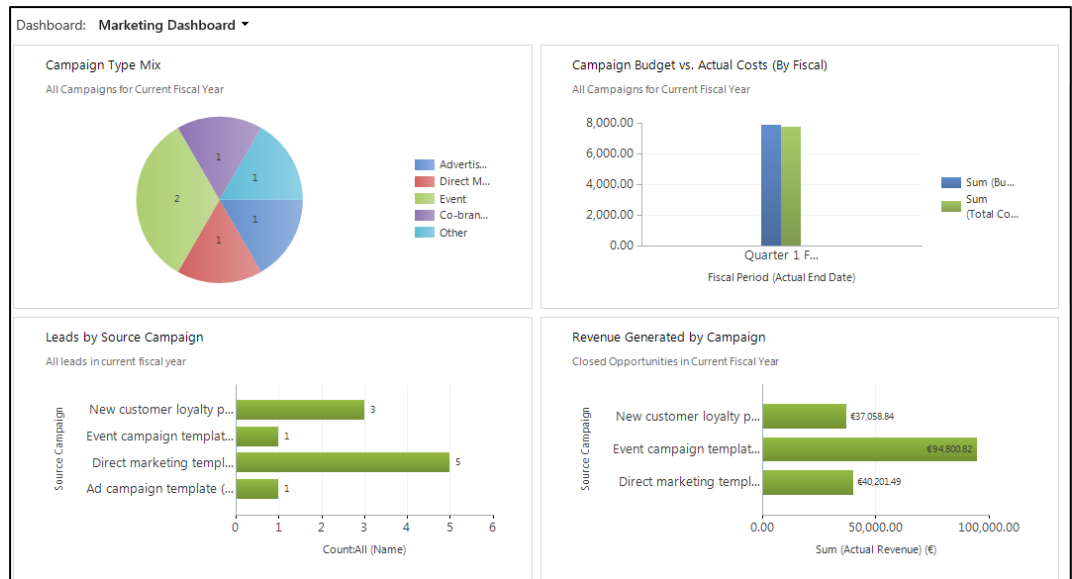 Dashboard: Marketing Dashboard
Campaign Type Mix
All Campaigns for Current Fiscal Year
1
1
2
1
1
Advertis...
Direct M...
Event
Co-bran...
Other
Campaign Budget vs. Actual Costs (By Fiscal)
All Campaigns for Current Fiscal Year
8,000.00
6,000.00
4,000.00
2,000.00
0.00
Quarter 1 F...
Fiscal Period (Actual End Date)
Sum (Bu...
Sum
(Total Co...
Leads by Source Campaign
All leads in current fiscal year
Source Campaign
New customer loyalty p... 3
Event campaign templat... 1
Direct marketing templ... 5
Ad campaign template (... 1
0 1 2 3 4 5 6
Count:All (Name)
Revenue Generated by Campaign
Closed Opportunities in Current Fiscal Year
Source Campaign
New customer loyalty p... €37,058.84
Event campaign templat... €94,800.82
Direct marketing templ... €40,201.49
0.00 50,000.00 100,000.00
Sum (Actual Revenue) (€)